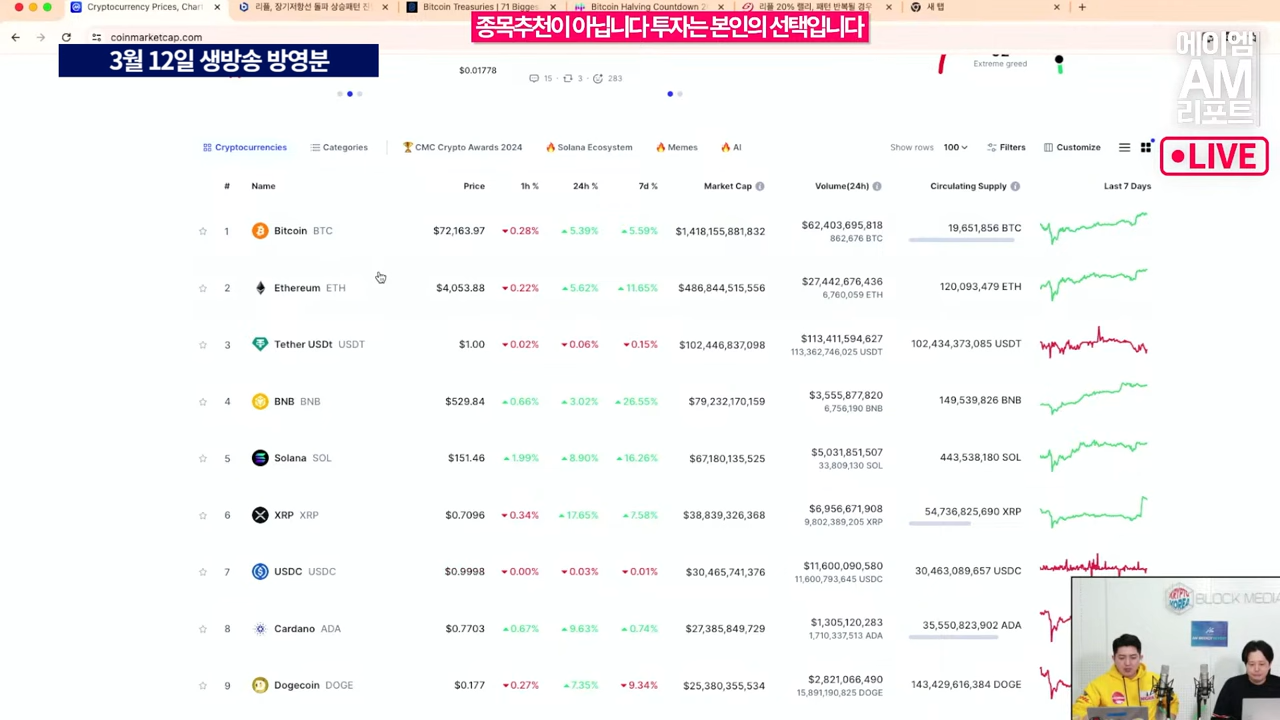 Cryptocurrency Prices, Chart
리플, 장기저항선 돌파 상승패턴 진
Bitcoin Treasuries | 71 Bigges
Bitcoin Halving Countdown 2
리플 20% 랠리, 패턴 반복될 경우
새 탭
coinmarketcap.com
종목추천이 아닙니다 투자는 본인의 선택입니다
3월 12일 생방송 방영분
에이엠
AM
리포트
LIVE
$0.01778
15 · 3 · 283
Extreme greed
Cryptocurrencies Categories CMC Crypto Awards 2024 Solana Ecosystem Memes AI Show rows 100 Filters Customize
# Name Price 1h % 24h % 7d % Market Cap Volume(24h) Circulating Supply Last 7 Days
1 Bitcoin BTC $72,163.97 0.28% 5.39% 5.59% $1,418,155,881,832 $62,403,695,818 19,651,856 BTC
862,676 BTC
2 Ethereum ETH $4,053.88 0.22% 5.62% 11.65% $486,844,515,556 $27,442,676,436 120,093,479 ETH
6,760,059 ETH
3 Tether USDt USDT $1.00 0.02% 0.06% 0.15% $102,446,837,098 $113,411,594,627 102,434,373,085 USDT
113,362,746,025 USDT
4 BNB BNB $529.84 0.66% 3.02% 26.55% $79,232,170,159 $3,555,877,820 149,539,826 BNB
6,756,190 BNB
5 Solana SOL $151.46 1.99% 8.90% 16.26% $67,180,135,525 $5,031,851,507 443,538,180 SOL
33,809,130 SOL
6 XRP XRP $0.7096 0.34% 17.65% 7.58% $38,839,326,368 $6,956,671,908 54,736,825,690 XRP
9,802,389,205 XRP
7 USDC USDC $0.9998 0.00% 0.03% 0.01% $30,465,741,376 $11,600,090,580 30,463,089,657 USDC
11,600,793,645 USDC
8 Cardano ADA $0.7703 0.67% 9.63% 0.74% $27,385,849,729 $1,305,120,283 35,550,823,902 ADA
1,710,337,513 ADA
9 Dogecoin DOGE $0.177 0.27% 7.35% 9.34% $25,380,355,534 $2,821,066,490 143,429,616,384 DOGE
15,891,190,825 DOGE
KOREA
BLOCK MEDIA